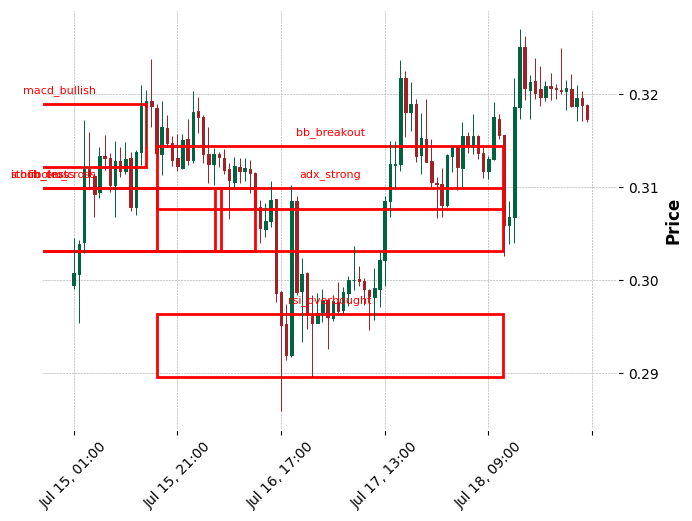 macd_bullish
bb_breakout
adx_strong
rsi_overbought
0.32
0.31
0.30
0.29
Price
Jul 15, 01:00
Jul 15, 21:00
Jul 16, 17:00
Jul 17, 13:00
Jul 18, 09:00